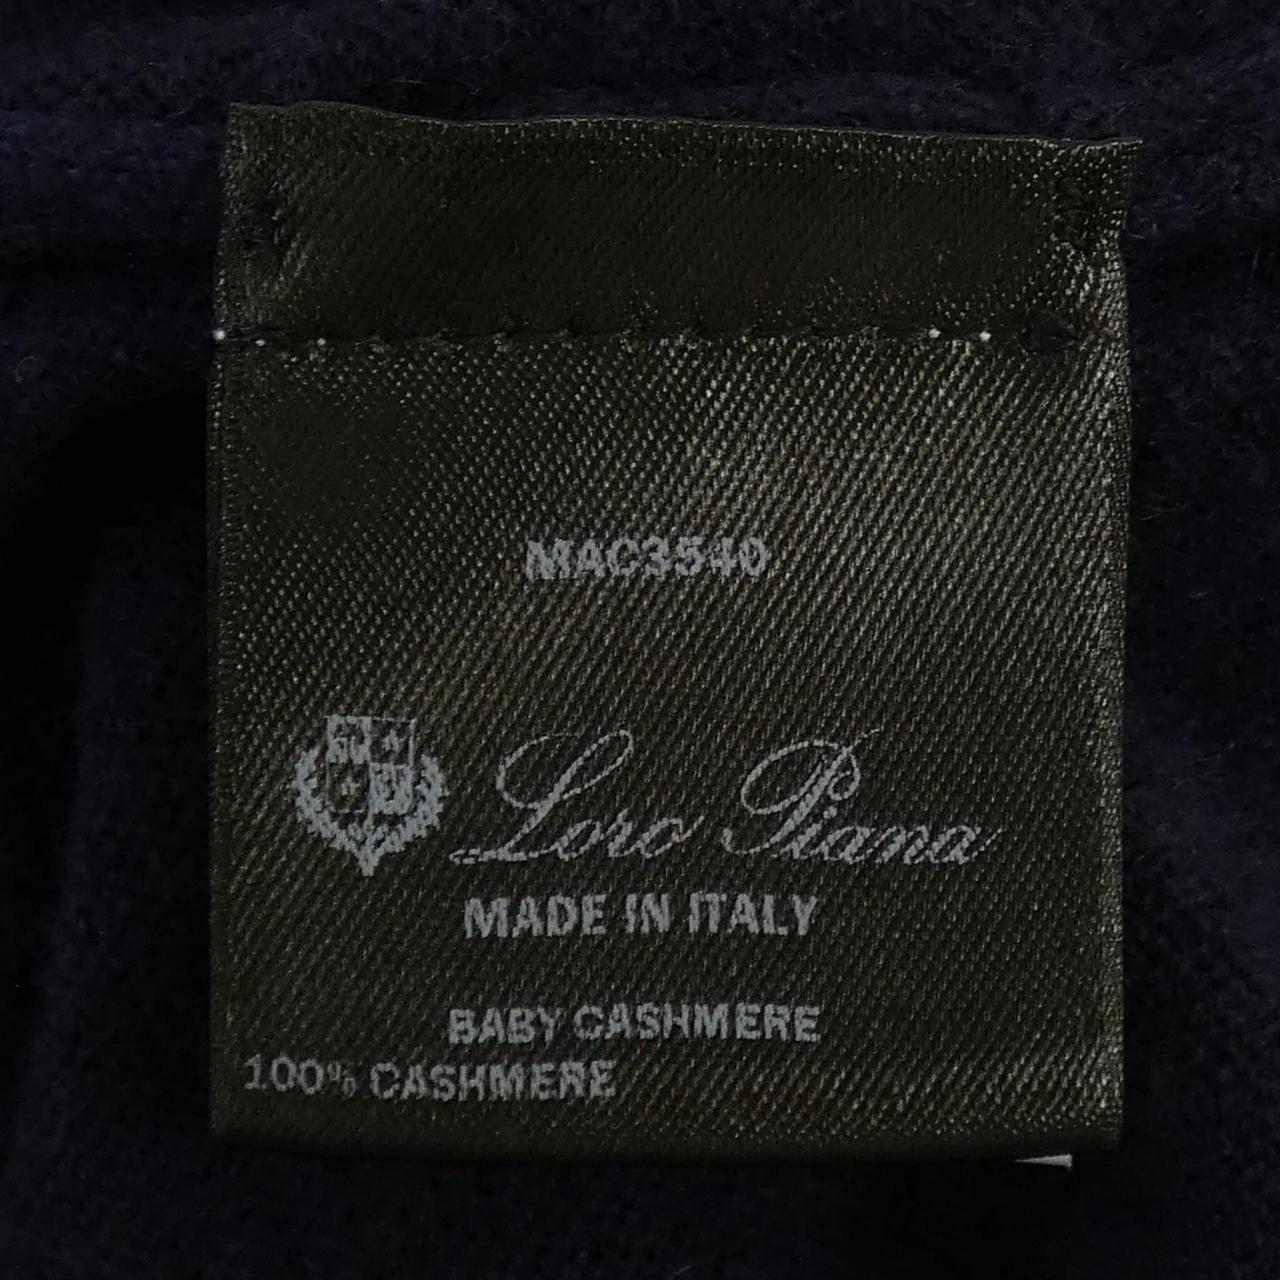 MAC3540
Loro Piana
MADE IN ITALY
BABY CASHMERE
100% CASHMERE